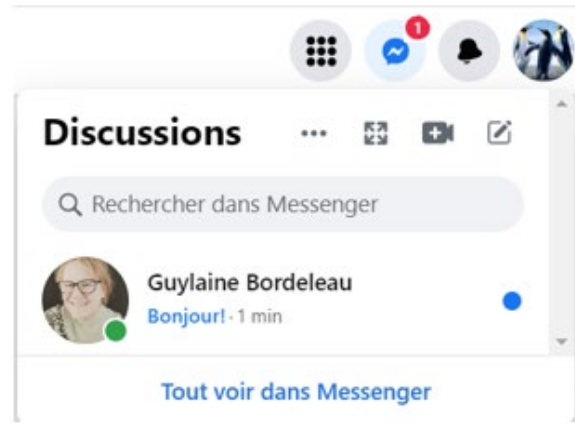 1
Discussions
Rechercher dans Messenger
Guylaine Bordeleau
Bonjour! · 1 min
Tout voir dans Messenger